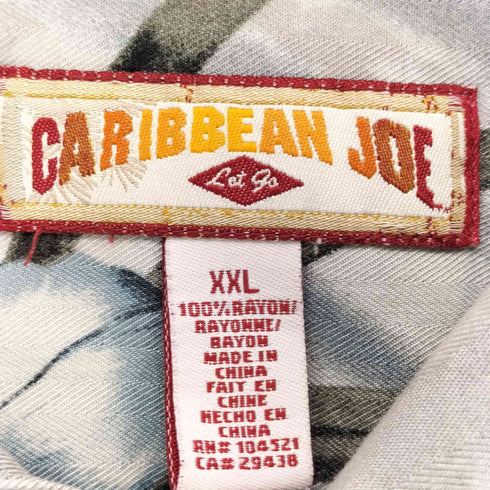 CARIBBEAN JOE
Let Go
XXL
100% RAYON/
RAYONNE/
RAYON
MADE IN
CHINA
FAIT EN
CHINE
HECHO EN
CHINA
RN# 104521
CA# 29438